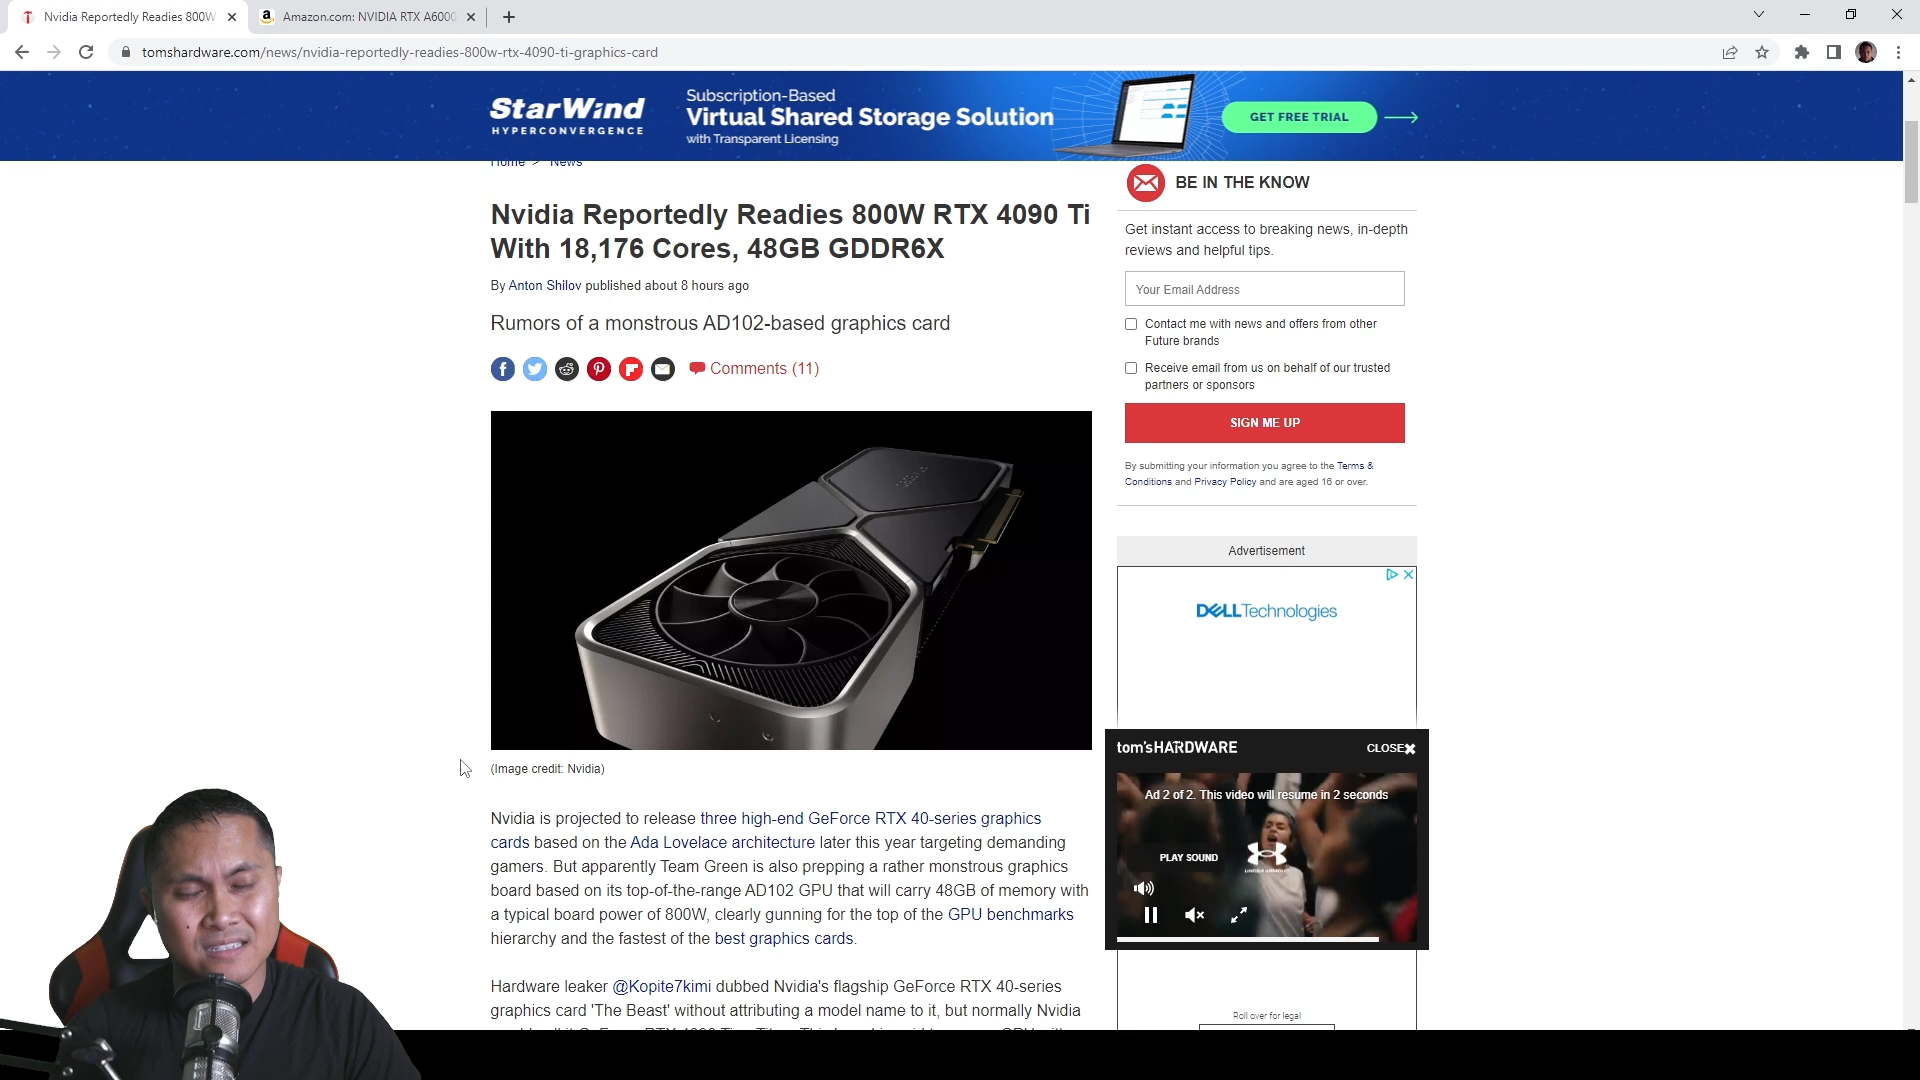 Nvidia Reportedly Readies 800W
Amazon.com: NVIDIA RTX A6000
tomshardware.com/news/nvidia-reportedly-readies-800w-rtx-4090-ti-graphics-card
StarWind
HYPERCONVERGENCE
Subscription-Based
Virtual Shared Storage Solution
with Transparent Licensing
GET FREE TRIAL
Home > News
Nvidia Reportedly Readies 800W RTX 4090 Ti
With 18,176 Cores, 48GB GDDR6X
By Anton Shilov published about 8 hours ago
Rumors of a monstrous AD102-based graphics card
Comments (11)
(Image credit: Nvidia)
Nvidia is projected to release three high-end GeForce RTX 40-series graphics
cards based on the Ada Lovelace architecture later this year targeting demanding
gamers. But apparently Team Green is also prepping a rather monstrous graphics
board based on its top-of-the-range AD102 GPU that will carry 48GB of memory with
a typical board power of 800W, clearly gunning for the top of the GPU benchmarks
hierarchy and the fastest of the best graphics cards.
Hardware leaker @Kopite7kimi dubbed Nvidia's flagship GeForce RTX 40-series
graphics card 'The Beast' without attributing a model name to it, but normally Nvidia
BE IN THE KNOW
Get instant access to breaking news, in-depth
reviews and helpful tips.
Your Email Address
Contact me with news and offers from other
Future brands
Receive email from us on behalf of our trusted
partners or sponsors
SIGN ME UP
By submitting your information you agree to the Terms &
Conditions and Privacy Policy and are aged 16 or over.
Advertisement
DELLTechnologies
tom'sHARDWARE
CLOSE
Ad 2 of 2. This video will resume in 2 seconds
PLAY SOUND
UNDER ARMOUR
Roll over for legal